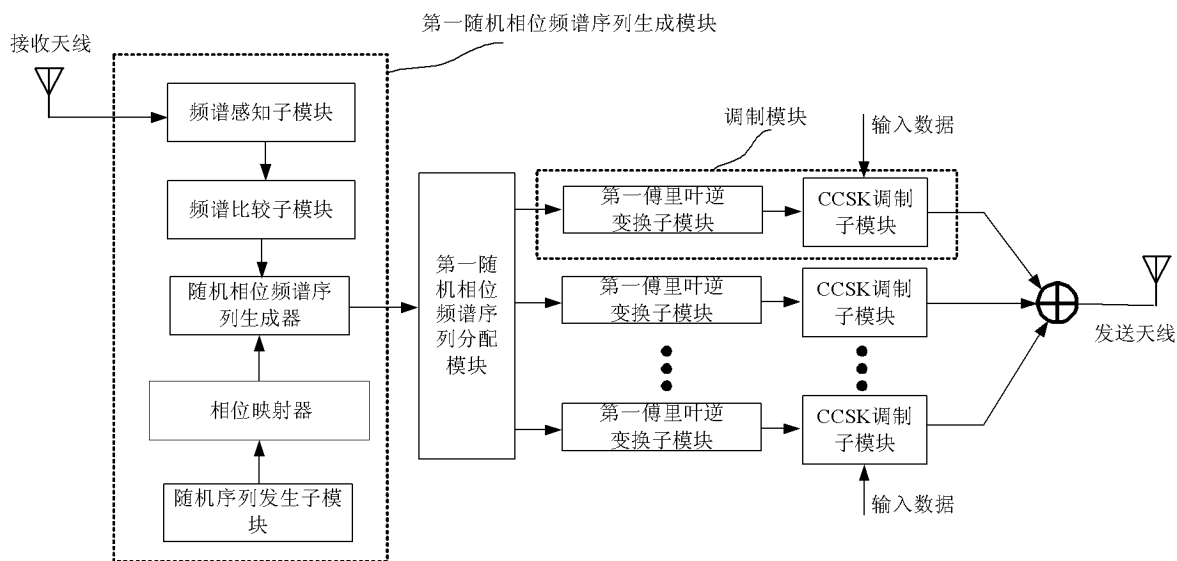 第一随机相位频谱序列生成模块
接收天线
频谱感知子模块
频谱比较子模块
随机相位频谱序
列生成器
相位映射器
随机序列发生子模
块
第一随
机相位
频谱序
列分配
模块
调制模块
输入数据
第一傅里叶逆
变换子模块
CCSK调制
子模块
第一傅里叶逆
变换子模块
CCSK调制
子模块
第一傅里叶逆
变换子模块
CCSK调制
子模块
输入数据
发送天线